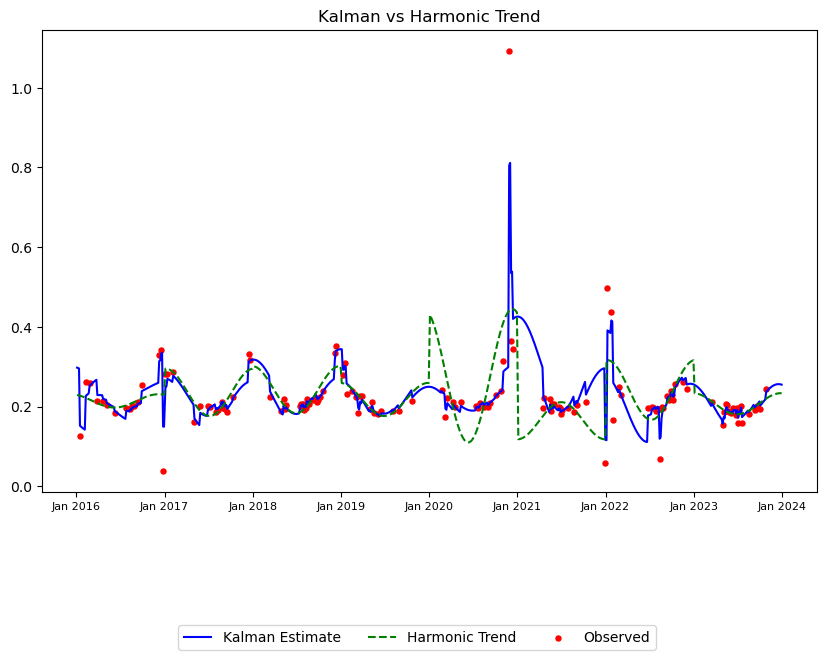 Kalman vs Harmonic Trend
1.0
0.8
0.6
0.4
0.2
0.0
Jan 2016 Jan 2017 Jan 2018 Jan 2019 Jan 2020 Jan 2021 Jan 2022 Jan 2023 Jan 2024
Kalman Estimate Harmonic Trend Observed